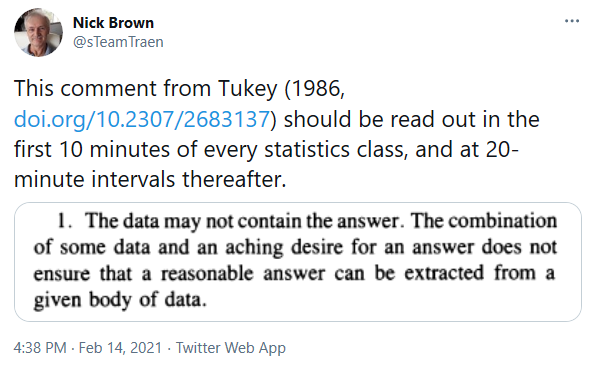 Nick Brown
@sTeamTraen
This comment from Tukey (1986,
doi.org/10.2307/2683137) should be read out in the
first 10 minutes of every statistics class, and at 20-
minute intervals thereafter.
1. The data may not contain the answer. The combination
of some data and an aching desire for an answer does not
ensure that a reasonable answer can be extracted from a
given body of data.
4:38 PM · Feb 14, 2021 · Twitter Web App